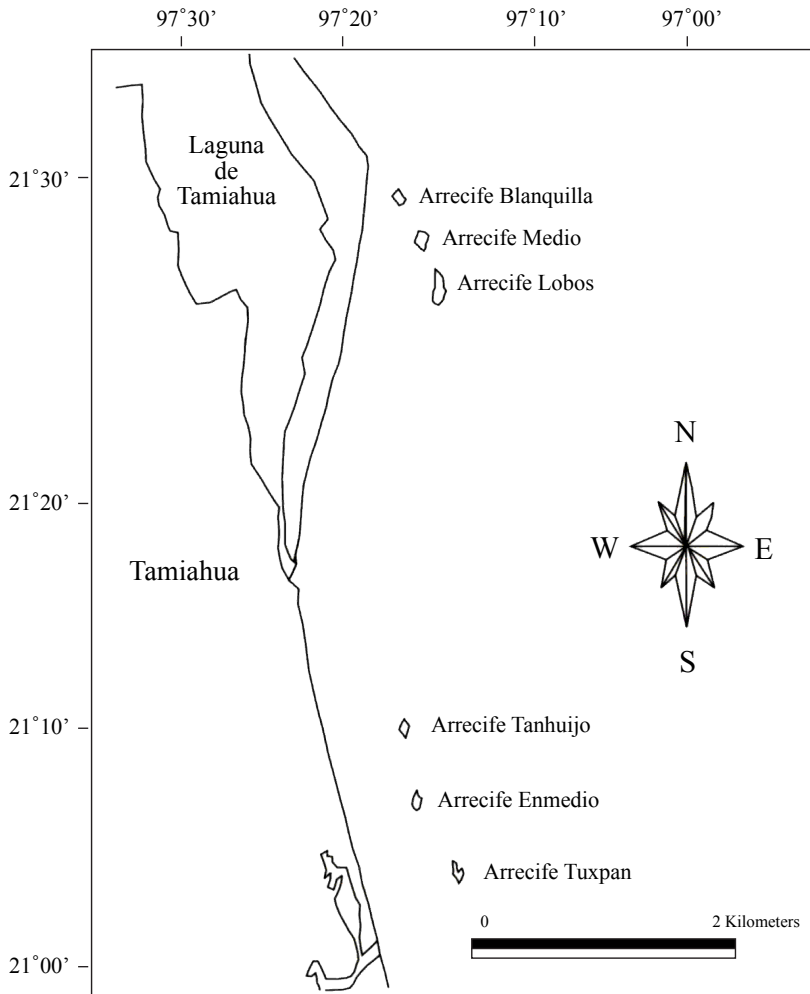 97˚30’ 97˚20’ 97˚10’ 97˚00’
Laguna
de
Tamiahua
21˚30’
Arrecife Blanquilla
Arrecife Medio
Arrecife Lobos
N
21˚20’
W E
Tamiahua
S
21˚10’
Arrecife Tanhuijo
Arrecife Enmedio
Arrecife Tuxpan
0 2 Kilometers
21˚00’